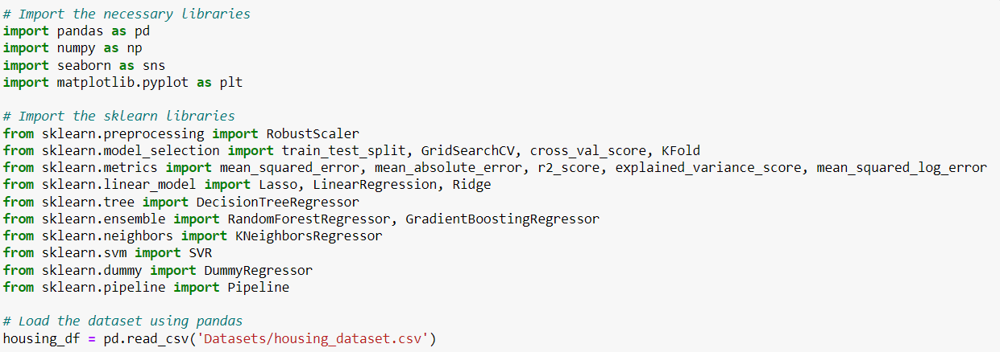 # Import the necessary libraries
import pandas as pd
import numpy as np
import seaborn as sns
import matplotlib.pyplot as plt
# Import the sklearn libraries
from sklearn.preprocessing import RobustScaler
from sklearn.model_selection import train_test_split, GridSearchCV, cross_val_score, KFold
from sklearn.metrics import mean_squared_error, mean_absolute_error, r2_score, explained_variance_score, mean_squared_log_error
from sklearn.linear_model import Lasso, LinearRegression, Ridge
from sklearn.tree import DecisionTreeRegressor
from sklearn.ensemble import RandomForestRegressor, GradientBoostingRegressor
from sklearn.neighbors import KNeighborsRegressor
from sklearn.svm import SVR
from sklearn.dummy import DummyRegressor
from sklearn.pipeline import Pipeline
# Load the dataset using pandas
housing_df = pd.read_csv('Datasets/housing_dataset.csv')